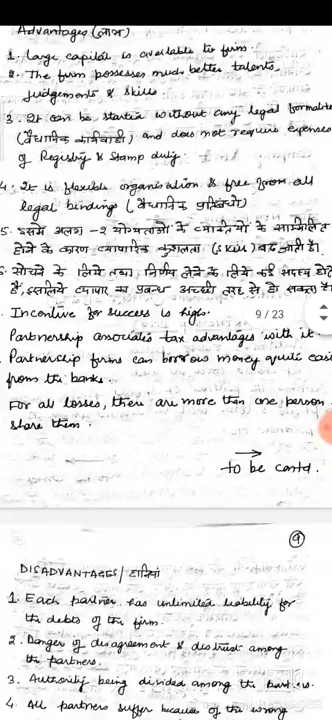 Advantages (लाभ)
1. Large capital is available to firm.
2. The firm possesses much better talents,
judgements & skills
3. It can be started without any legal formalities
(वैधानिक कार्यवाही) and does not require expenses
of Registry & Stamp duty.
4. It is flexible organisation & free from all
legal bindings (वैधानिक
5. इसमें अलग-२ योग्यताओं के व्यक्तियों के सम्मिलित
होने के कारण व्यापारिक कुशलता (skill) बढ़ जाती है।
सोचने के लिये तथा निर्णय लेने के लिये कई सदस्य होते
है, इसलिये व्यापार का प्रबन्ध अच्छी तरह से हो सकता है
Incentive for success is high.
9 / 23
Partnership associates tax advantages with it.
Partnership firms can borrow money quite easi
from the banks.
For all losses, there are more than one person
share them.
→
to be contd.
9
DISADVANTAGES/हानियां
1. Each partner has unlimited liability for
the debts of the firm.
2. Danger of disagreement & distrust among
the partners.
3. Authority being divided among the
4. All partners suffer because of the wrong